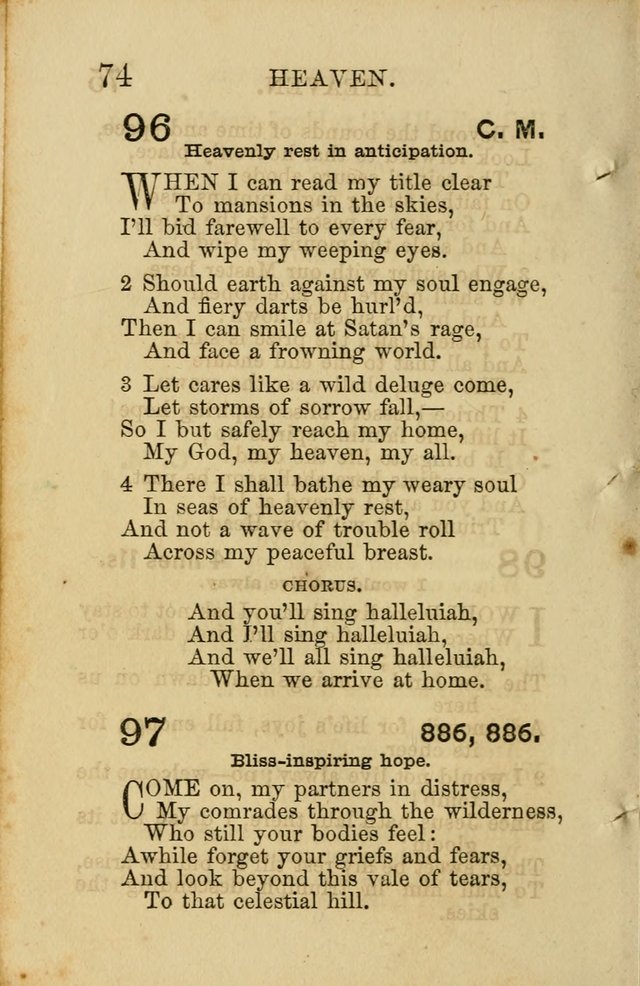 74 HEAVEN.
96 C. M.
Heavenly rest in anticipation.
WHEN I can read my title clear
To mansions in the skies,
I'll bid farewell to every fear,
And wipe my weeping eyes.
2 Should earth against my soul engage,
And fiery darts be hurl'd,
Then I can smile at Satan's rage,
And face a frowning world.
3 Let cares like a wild deluge come,
Let storms of sorrow fall,—
So I but safely reach my home,
My God, my heaven, my all.
4 There I shall bathe my weary soul
In seas of heavenly rest,
And not a wave of trouble roll
Across my peaceful breast.
CHORUS.
And you'll sing halleluiah,
And I'll sing halleluiah,
And we'll all sing halleluiah,
When we arrive at home.
97 886, 886.
Bliss-inspiring hope.
COME on, my partners in distress,
My comrades through the wilderness,
Who still your bodies feel:
Awhile forget your griefs and fears,
And look beyond this vale of tears,
To that celestial hill.